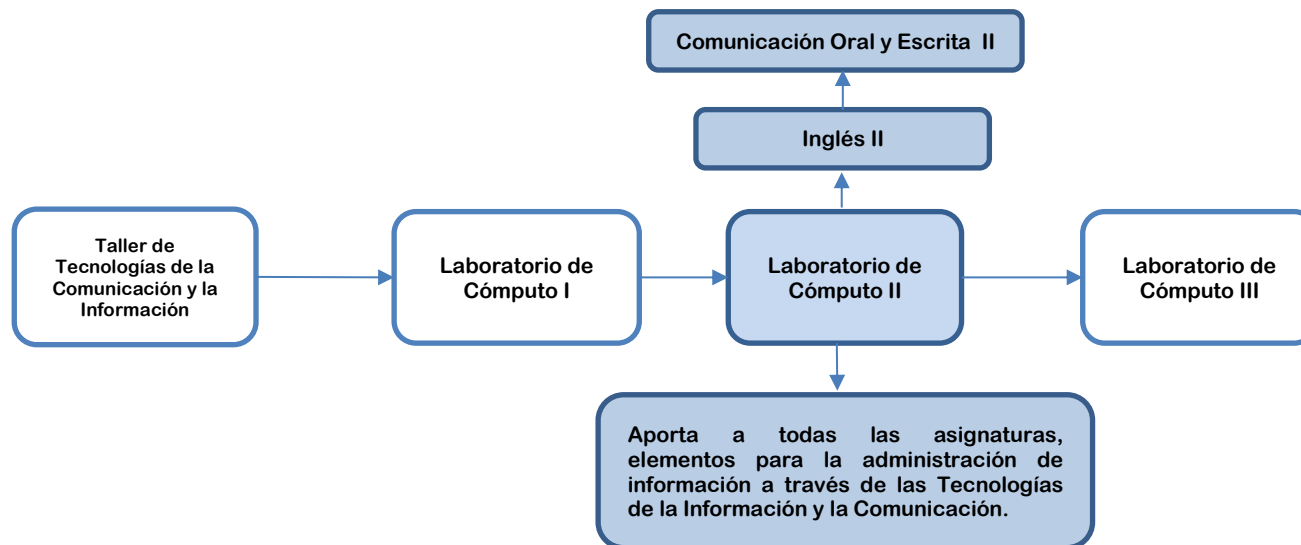 Comunicación Oral y Escrita II
Inglés II
Taller de
Tecnologías de la
Comunicación y la
Información
Laboratorio de
Cómputo I
Laboratorio de
Cómputo II
Laboratorio de
Cómputo III
Aporta a todas las asignaturas,
elementos para la administración de
información a través de las Tecnologías
de la Información y la Comunicación.